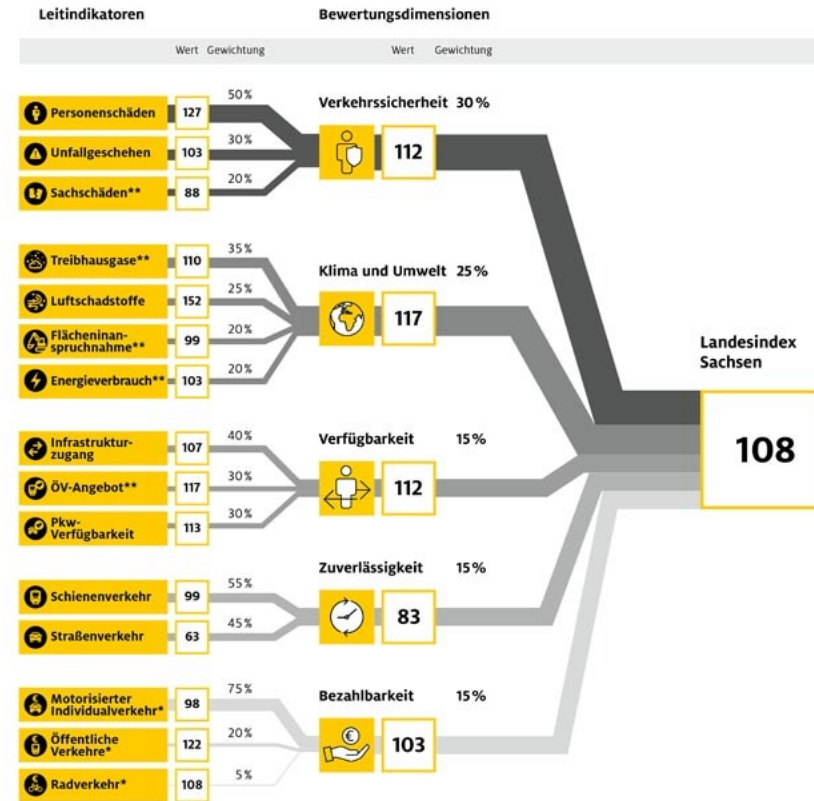 Leitindikatoren
Bewertungsdimensionen
Wert Gewichtung
Wert Gewichtung
Personenschäden 127 50 %
Unfallgeschehen 103 30 %
Sachschäden** 88 20 %
Verkehrssicherheit 30 %
112
Treibhausgase** 110 35 %
Luftschadstoffe 152 25 %
Flächeninan-
spruchnahme** 99 20 %
Energieverbrauch** 103 20 %
Klima und Umwelt 25 %
117
Infrastruktur-
zugang 107 40 %
ÖV-Angebot** 117 30 %
Pkw-
Verfügbarkeit 113 30 %
Verfügbarkeit 15 %
112
Schienenverkehr 99 55 %
Straßenverkehr 63 45 %
Zuverlässigkeit 15 %
83
Motorisierter
Individualverkehr* 98 75 %
Öffentliche
Verkehre* 122 20 %
Radverkehr* 108 5 %
Bezahlbarkeit 15 %
€
103
Landesindex
Sachsen
108